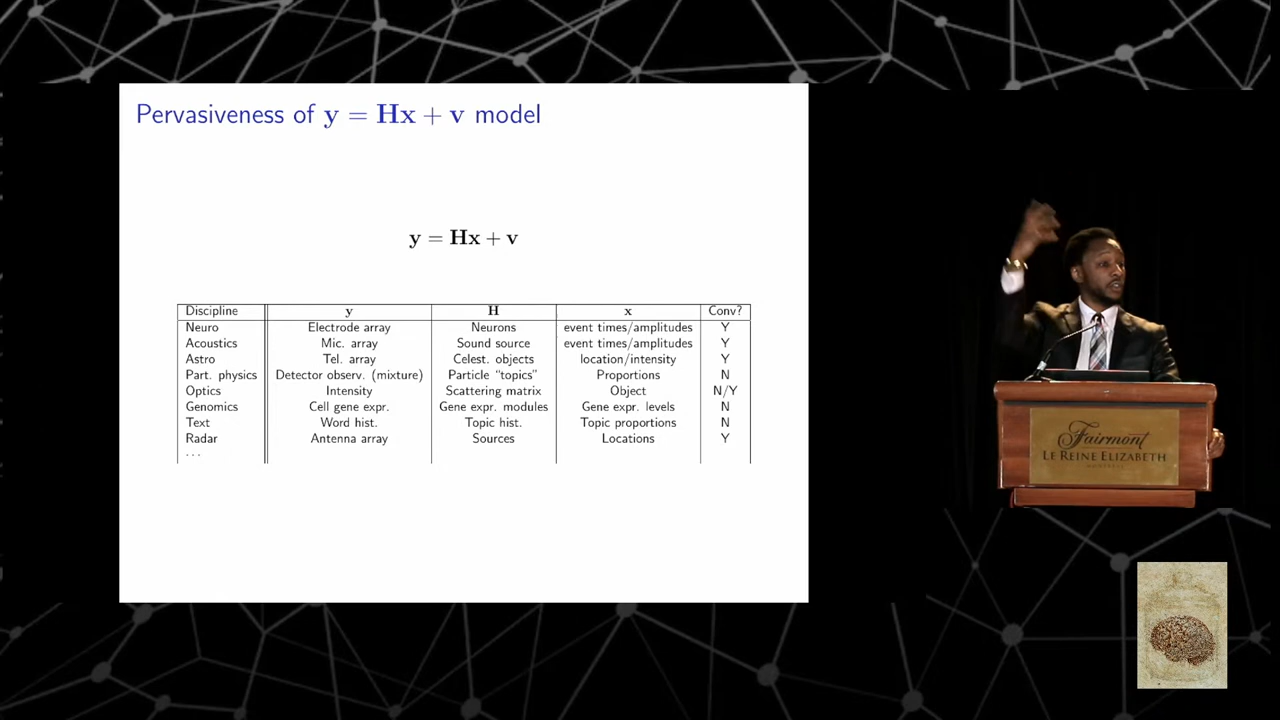 Pervasiveness of y = Hx + v model
y = Hx + v
Discipline y H x Conv?
Neuro Electrode array Neurons event times/amplitudes Y
Acoustics Mic. array Sound source event times/amplitudes Y
Astro Tel. array Celest. objects location/intensity Y
Part. physics Detector observ. (mixture) Particle “topics” Proportions N
Optics Intensity Scattering matrix Object N/Y
Genomics Cell gene expr. Gene expr. modules Gene expr. levels N
Text Word hist. Topic hist. Topic proportions N
Radar Antenna array Sources Locations Y
...
Fairmont
LE REINE ELIZABETH